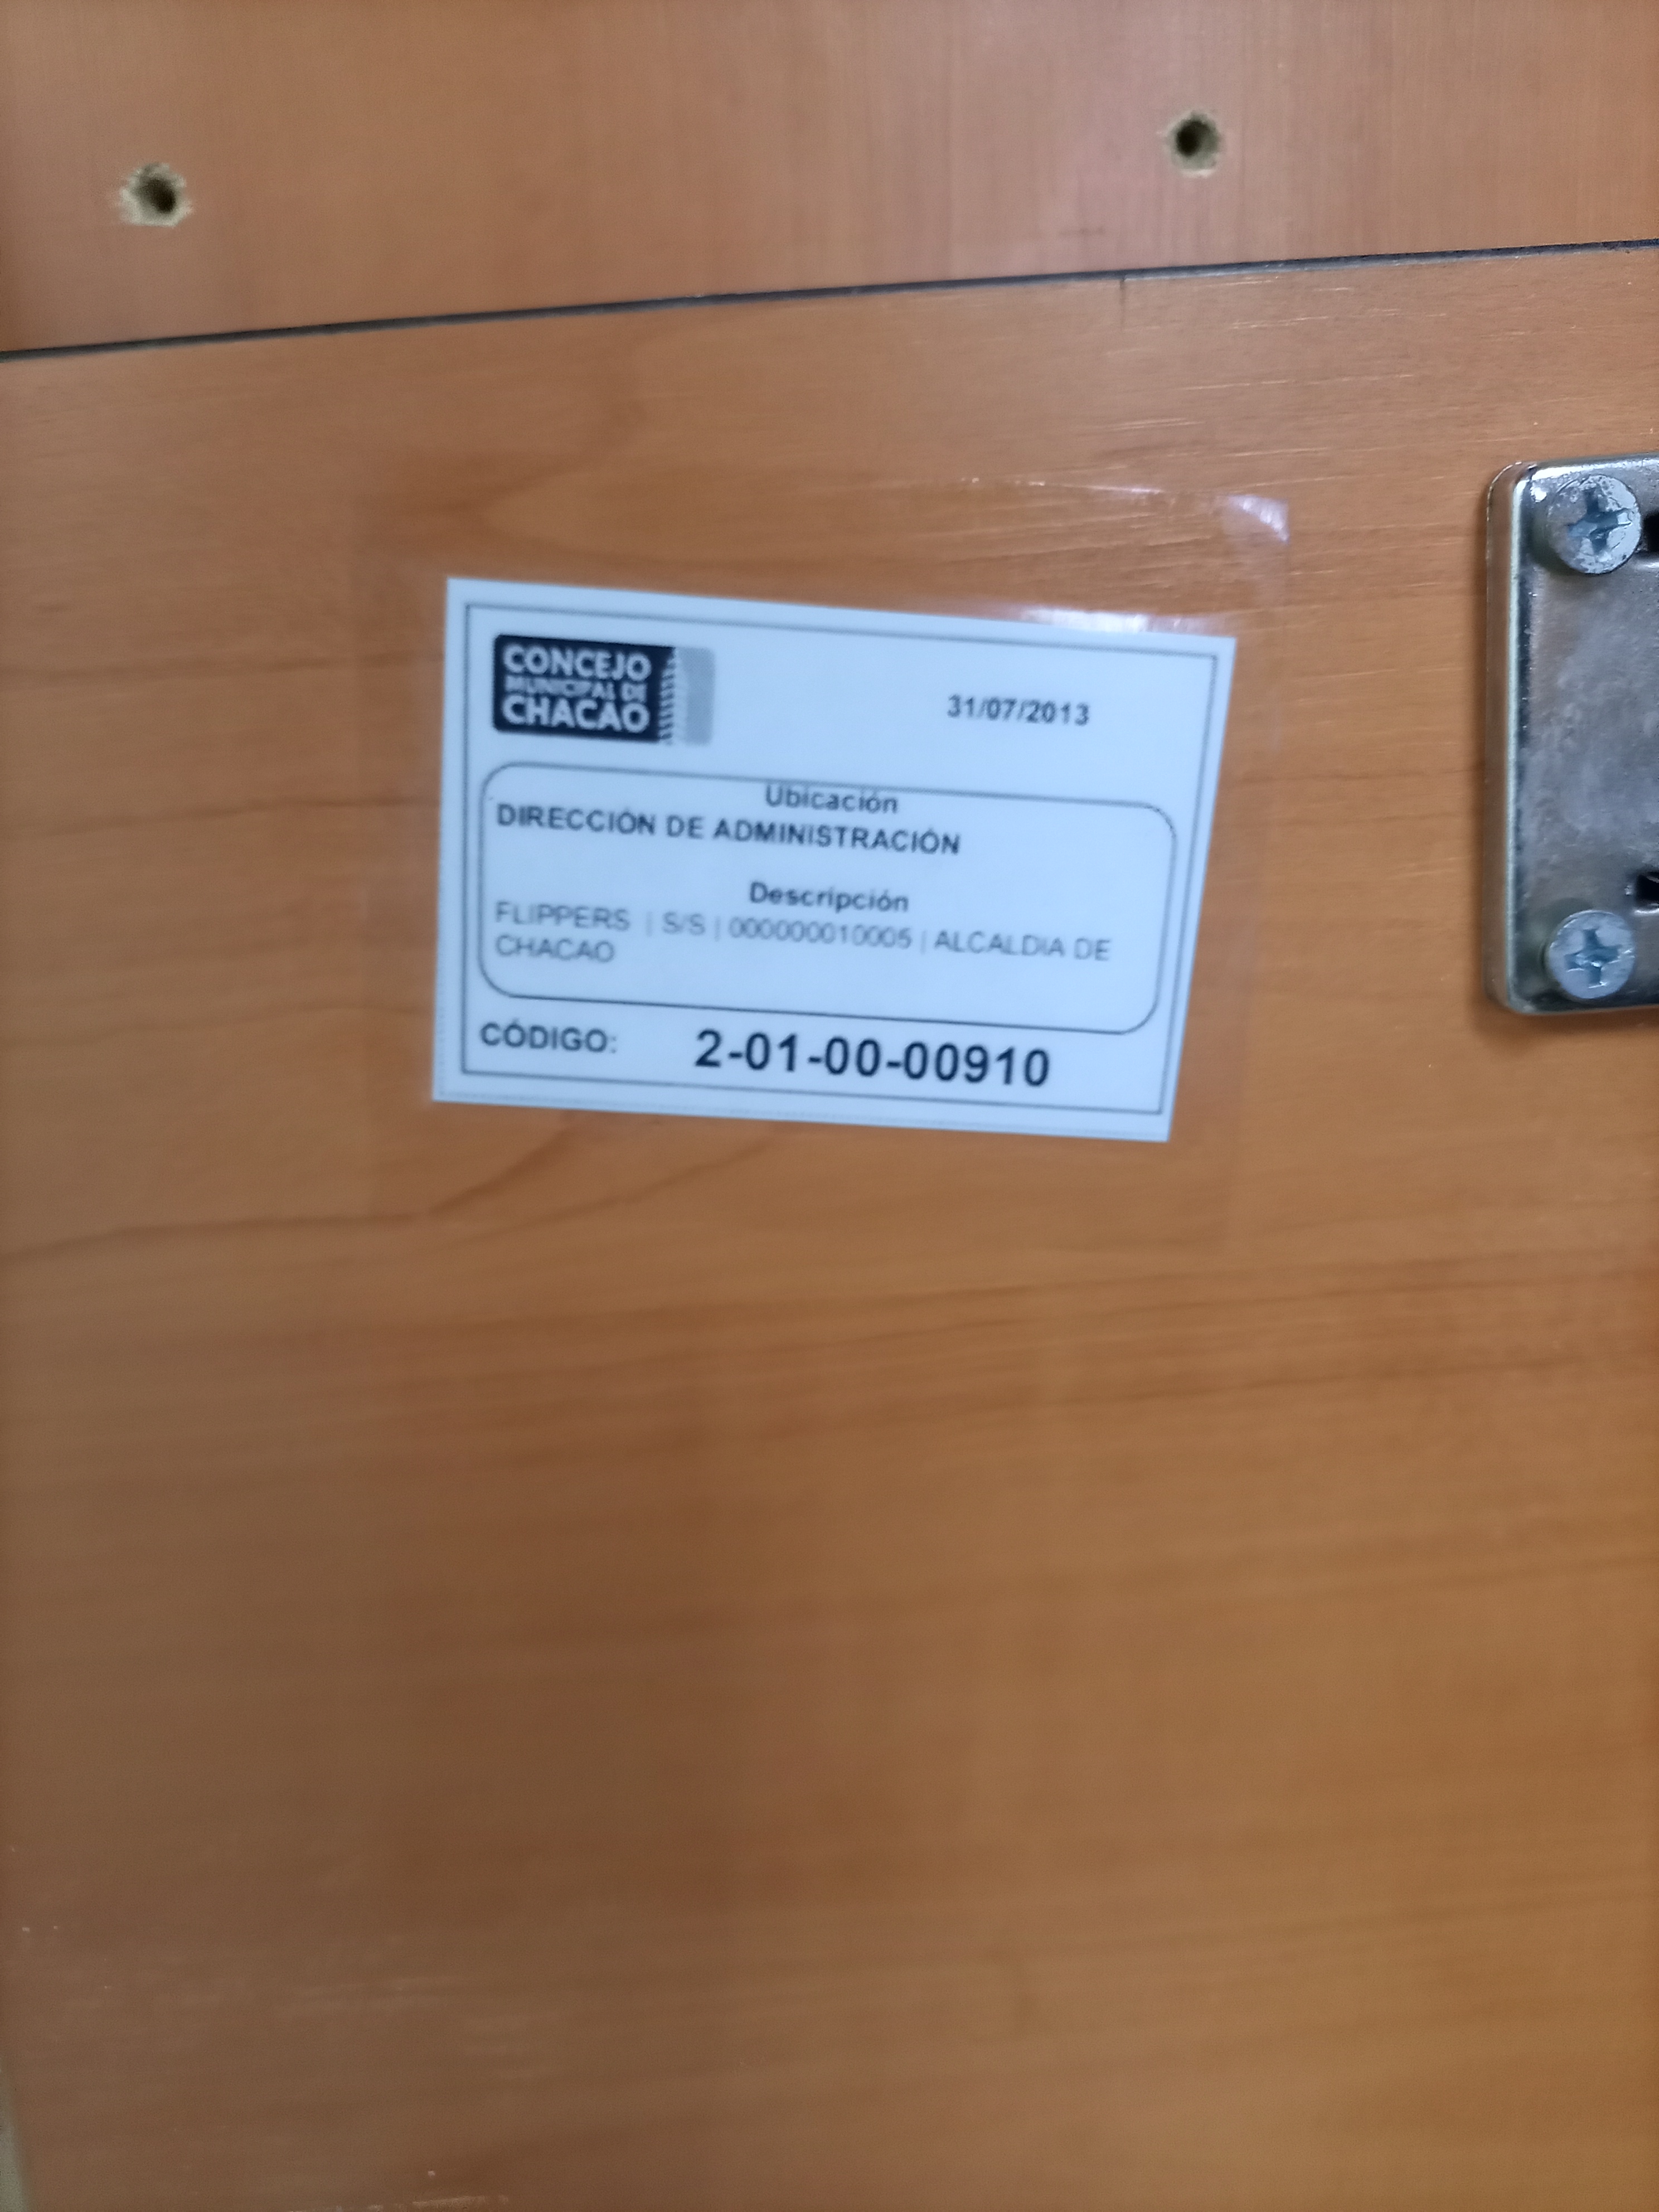 CONCEJO
MUNICIPAL DE
CHACAO
31/07/2013
Ubicación
DIRECCIÓN DE ADMINISTRACIÓN
Descripción
FLIPPERS | S/S | 000000010005 | ALCALDIA DE
CHACAO
CÓDIGO: 2-01-00-00910